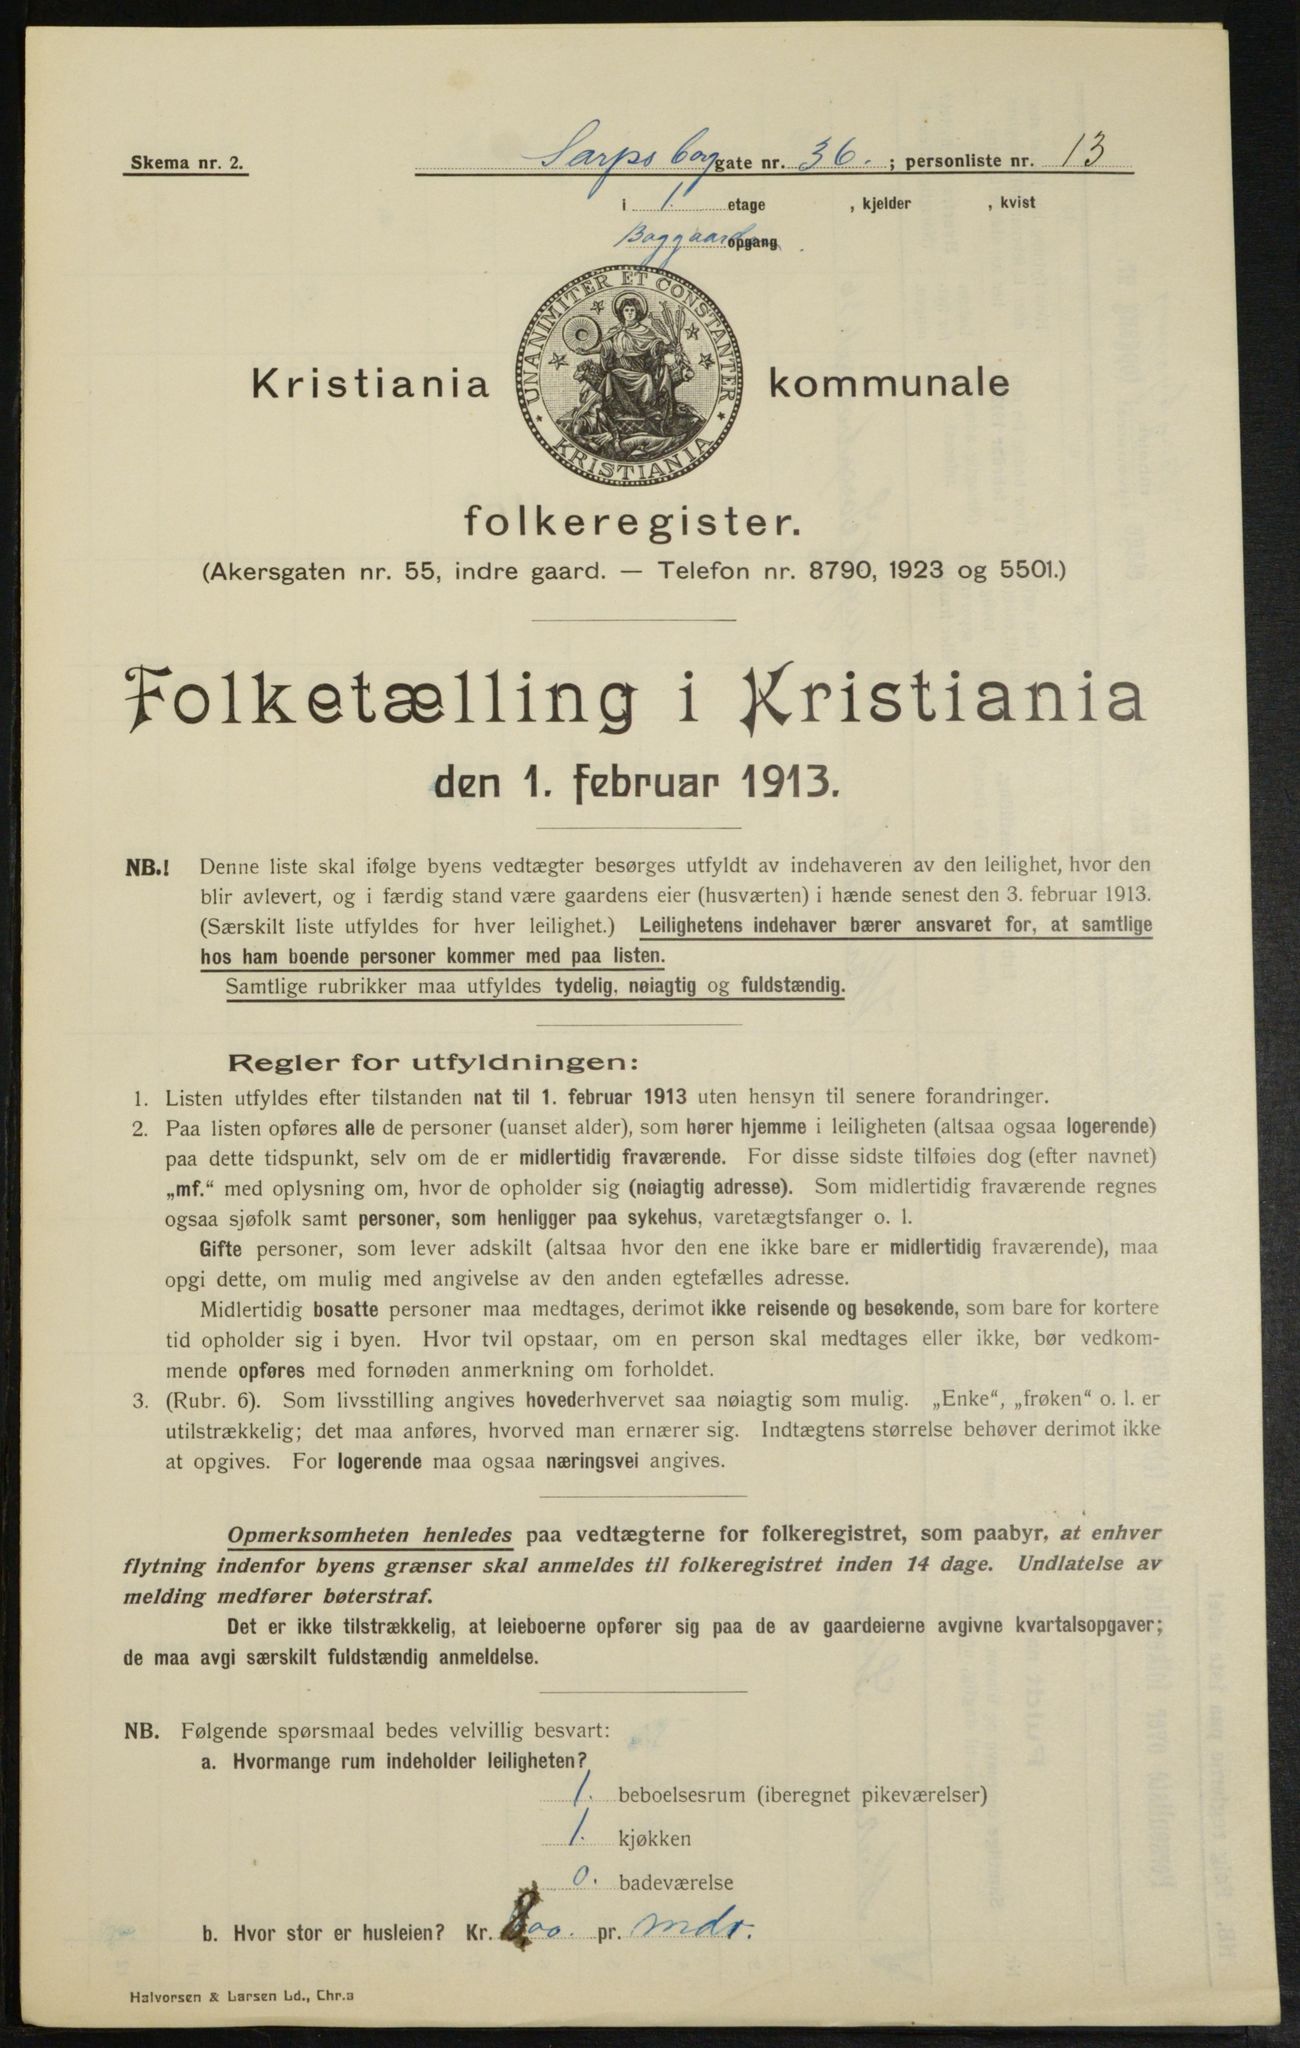 Skema nr. 2.
Sarpsborggate nr. 36. ; personliste nr. 13
i 1. etage , kjelder , kvist
Baggaard opgang
UNANIMITER ET CONSTANTER
KRISTIANIA
Kristiania kommunale
folkeregister.
(Akersgaten nr. 55, indre gaard. — Telefon nr. 8790, 1923 og 5501.)
Folketælling i Kristiania
den 1. februar 1913.
NB.! Denne liste skal ifølge byens vedtægter besørges utfyldt av indehaveren av den leilighet, hvor den
blir avlevert, og i færdig stand være gaardens eier (husværten) i hænde senest den 3. februar 1913.
(Særskilt liste utfyldes for hver leilighet.) Leilighetens indehaver bærer ansvaret for, at samtlige
hos ham boende personer kommer med paa listen.
Samtlige rubrikker maa utfyldes tydelig, nøiagtig og fuldstændig.
Regler for utfyldningen:
1. Listen utfyldes efter tilstanden nat til 1. februar 1913 uten hensyn til senere forandringer.
2. Paa listen opføres alle de personer (uanset alder), som hører hjemme i leiligheten (altsaa ogsaa logerende)
paa dette tidspunkt, selv om de er midlertidig fraværende. For disse sidste tilføies dog (efter navnet)
„mf.“ med oplysning om, hvor de opholder sig (nøiagtig adresse). Som midlertidig fraværende regnes
ogsaa sjøfolk samt personer, som henligger paa sykehus, varetægtsfanger o. l.
Gifte personer, som lever adskilt (altsaa hvor den ene ikke bare er midlertidig fraværende), maa
opgi dette, om mulig med angivelse av den anden egtefælles adresse.
Midlertidig bosatte personer maa medtages, derimot ikke reisende og besøkende, som bare for kortere
tid opholder sig i byen. Hvor tvil opstaar, om en person skal medtages eller ikke, bør vedkom-
mende opføres med fornøden anmerkning om forholdet.
3. (Rubr. 6). Som livsstilling angives hovederhvervet saa nøiagtig som mulig. „Enke“, „frøken“ o. l. er
utilstrækkelig; det maa anføres, hvorved man ernærer sig. Indtægtens størrelse behøver derimot ikke
at opgives. For logerende maa ogsaa næringsvei angives.
Opmerksomheten henledes paa vedtægterne for folkeregistret, som paabyr, at enhver
flytning indenfor byens grænser skal anmeldes til folkeregistret inden 14 dage. Undlatelse av
melding medfører bøterstraf.
Det er ikke tilstrækkelig, at leieboerne opfører sig paa de av gaardeierne avgivne kvartalsopgaver;
de maa avgi særskilt fuldstændig anmeldelse.
NB. Følgende spørsmaal bedes velvillig besvart:
a. Hvormange rum indeholder leiligheten?
1. beboelsesrum (iberegnet pikeværelser)
1. kjøkken
0. badeværelse
b. Hvor stor er husleien? Kr. pr. mdr.
Halvorsen & Larsen Ld., Chr.a